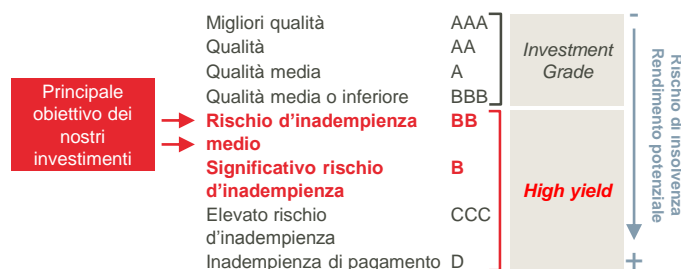 Principale
obiettivo dei
nostri
investimenti
Migliori qualità AAA
Qualità AA
Qualità media A
Qualità media o inferiore BBB
Rischio d'inadempienza BB
medio
Significativo rischio B
d'inadempienza
Elevato rischio CCC
d'inadempienza
Inadempienza di pagamento D
Investment
Grade
High yield
-
Rischio di insolvenza
Rendimento potenziale
+